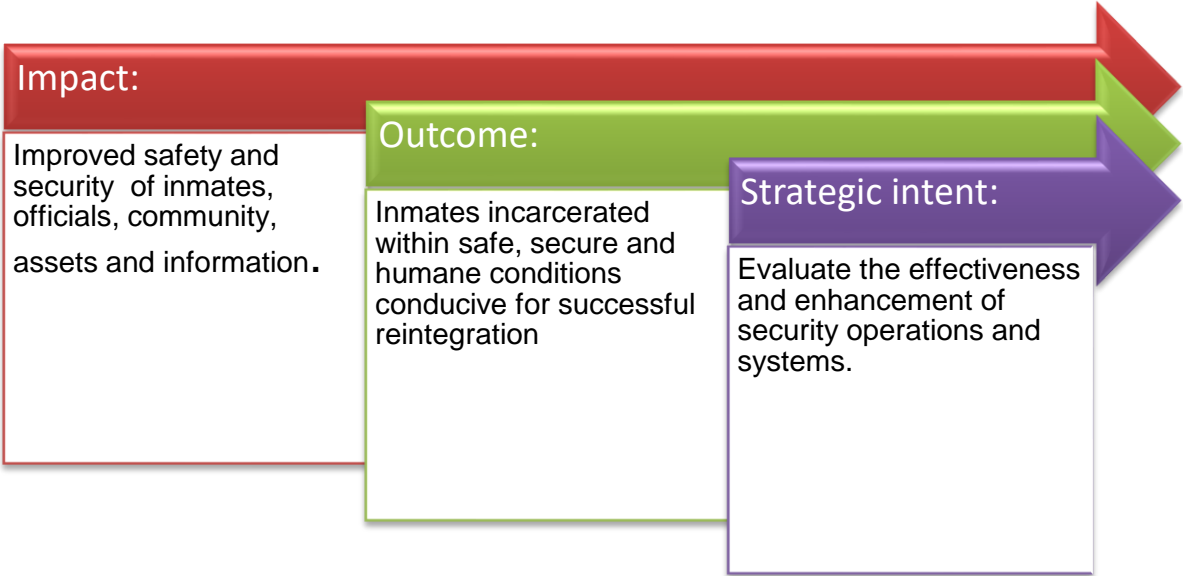 Impact:
Improved safety and
security  of inmates,
officials, community,
assets and information.
Outcome:
Inmates incarcerated
within safe, secure and
humane conditions
conducive for successful
reintegration
Strategic intent:
Evaluate the effectiveness
and enhancement of
security operations and
systems.